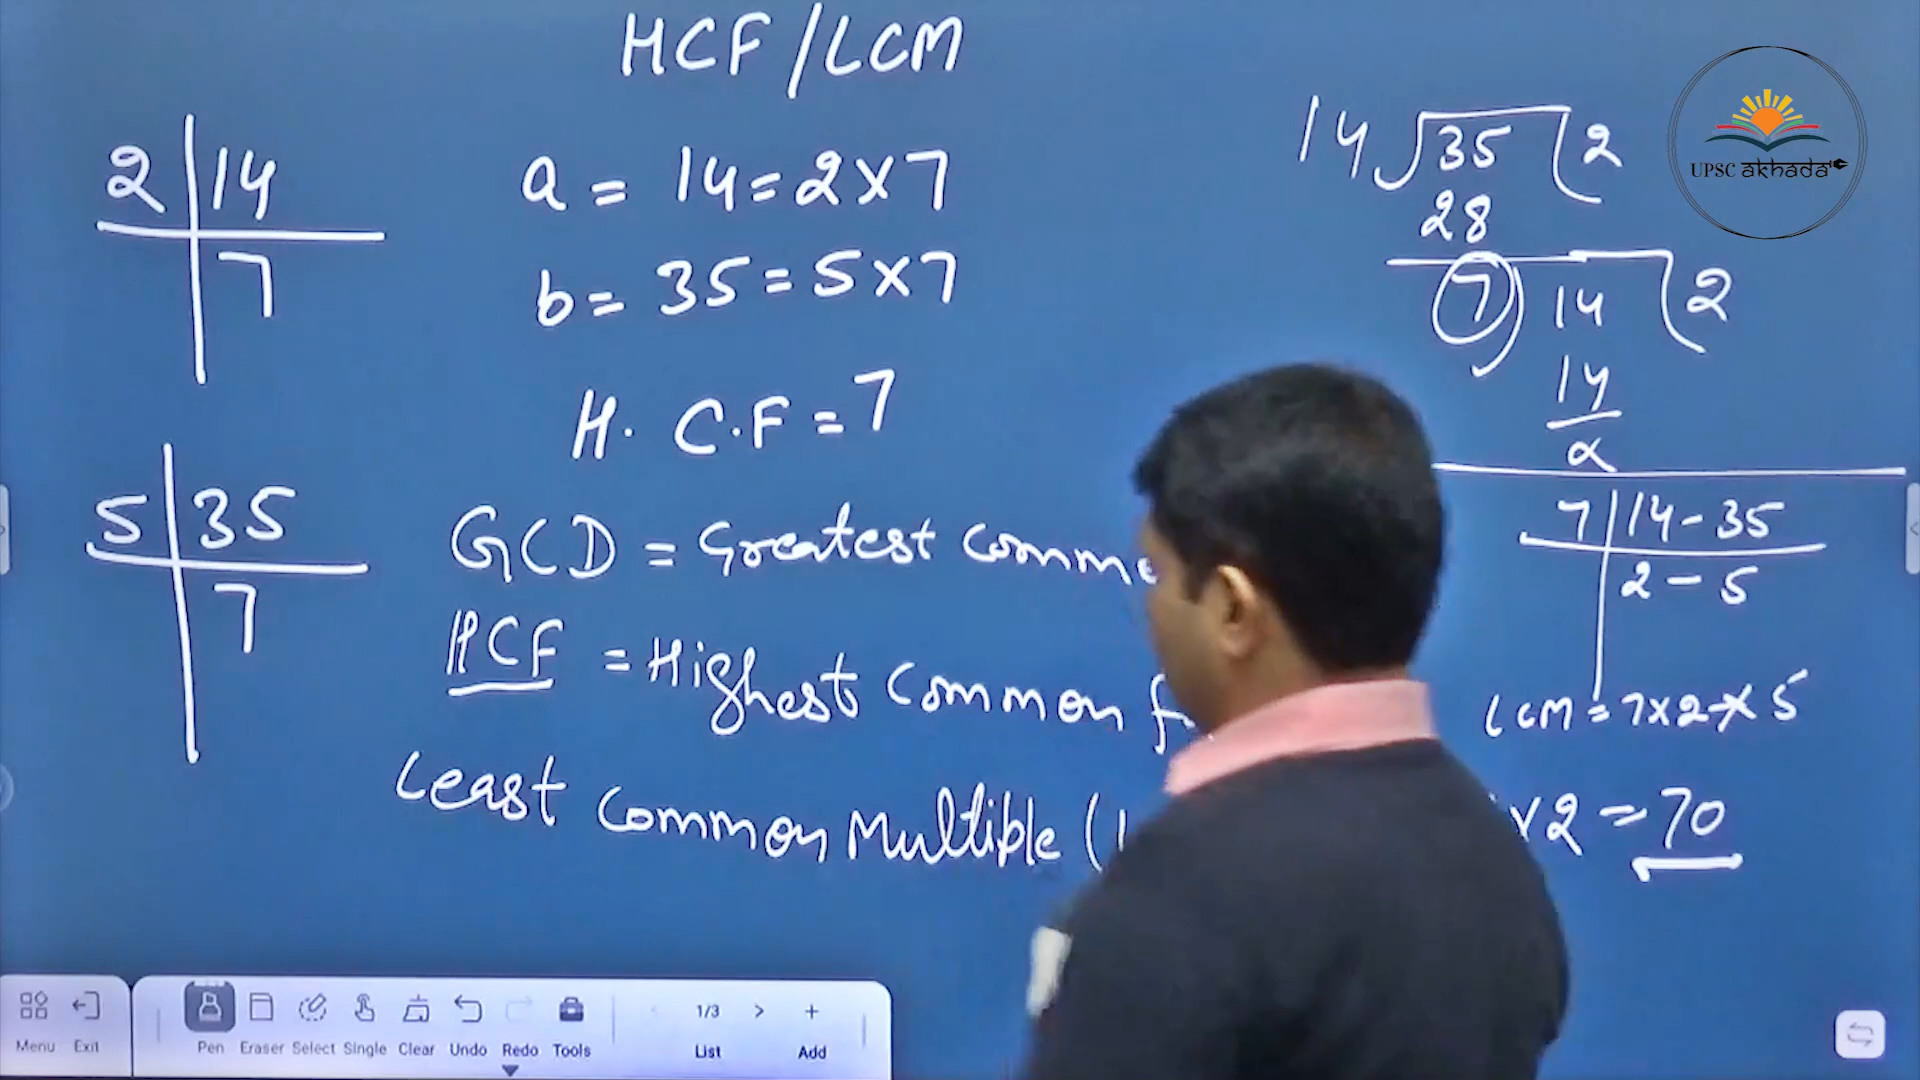 HCF/LCM
2 14
7
a = 14 = 2×7
b = 35 = 5×7
H. C.F = 7
14 35 2
28
7 14 2
14
UPSC akhada
5 35
7
GCD = Greatest
HCF = Highest Common
Least Common Multible (
7 14-35
2-5
LCM = 7×2×5
×2 = 70
Menu
Exit
Pen
Eraser
Select
Single
Clear
Undo
Redo
Tools
1/3
List
Add